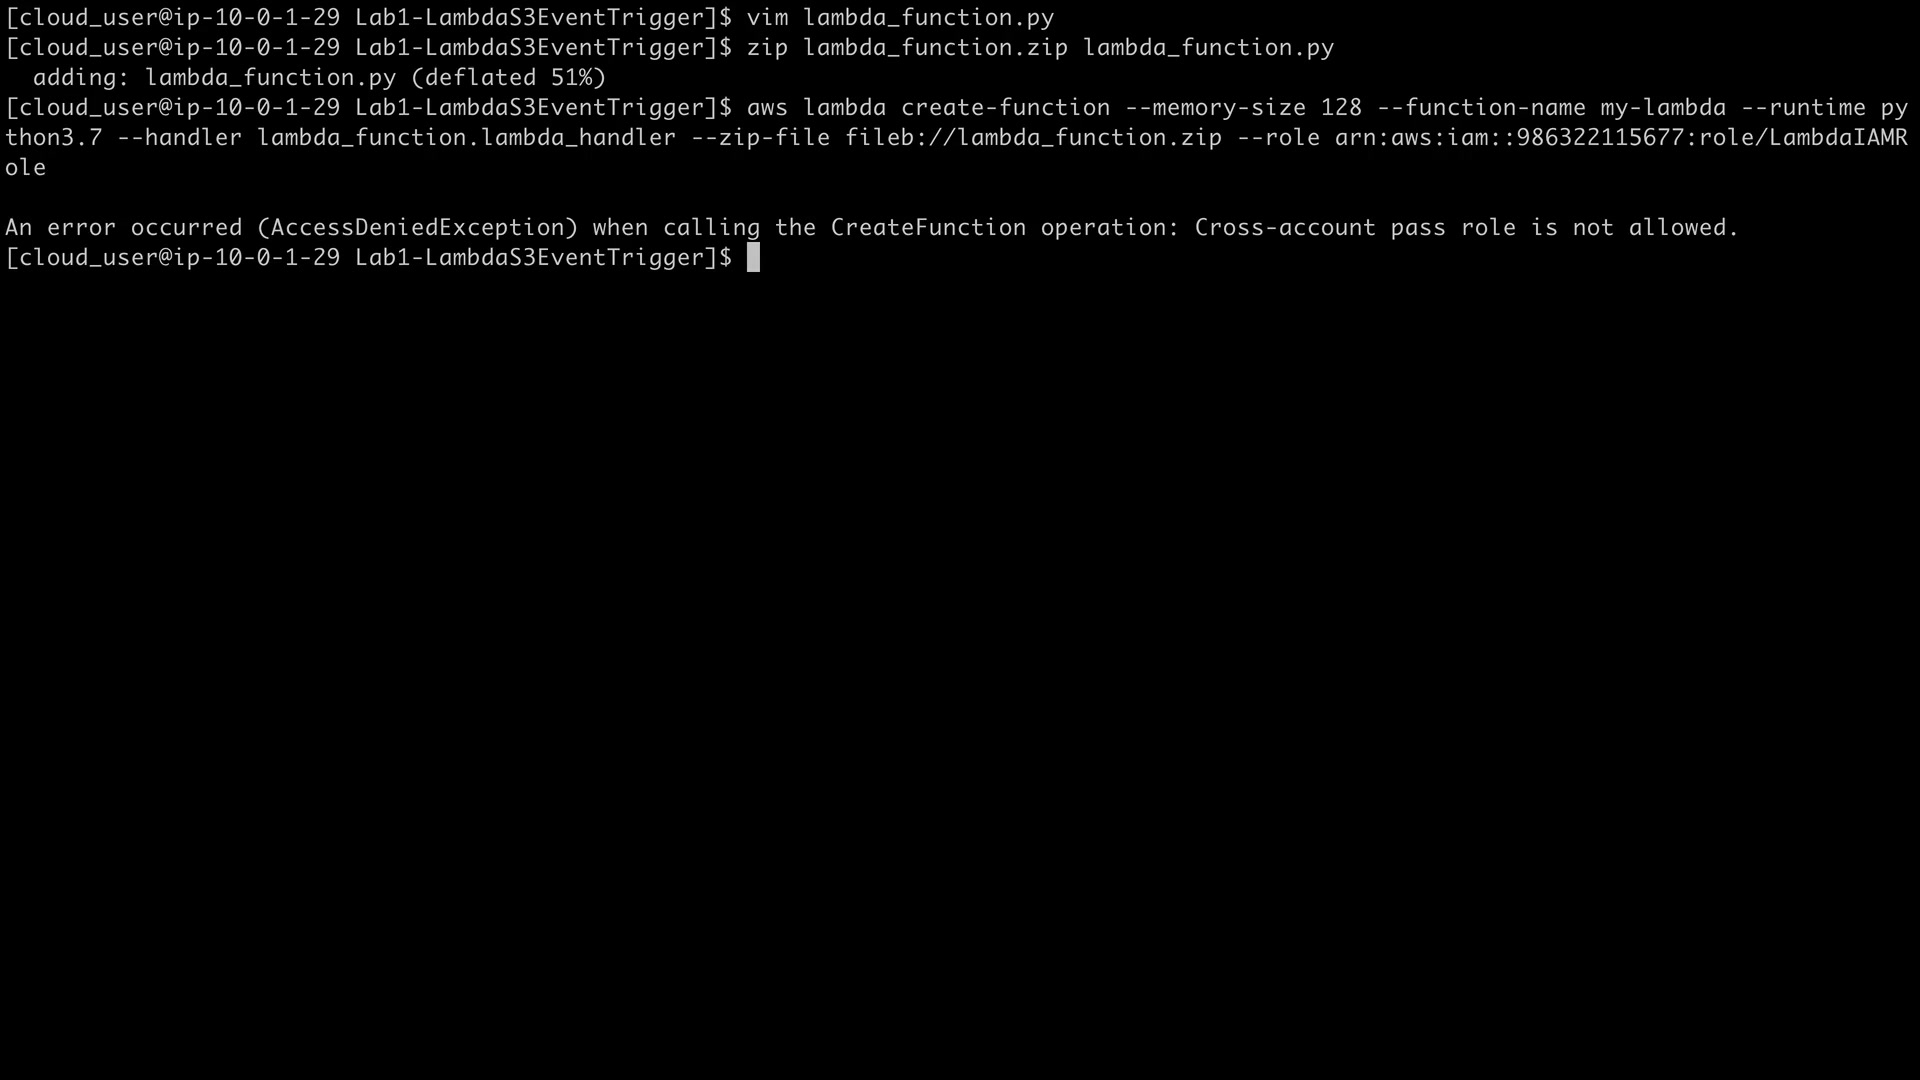 [cloud_user@ip-10-0-1-29 Lab1-LambdaS3EventTrigger]$ vim lambda_function.py
[cloud_user@ip-10-0-1-29 Lab1-LambdaS3EventTrigger]$ zip lambda_function.zip lambda_function.py
  adding: lambda_function.py (deflated 51%)
[cloud_user@ip-10-0-1-29 Lab1-LambdaS3EventTrigger]$ aws lambda create-function --memory-size 128 --function-name my-lambda --runtime py
thon3.7 --handler lambda_function.lambda_handler --zip-file fileb://lambda_function.zip --role arn:aws:iam::986322115677:role/LambdaIAMR
ole
An error occurred (AccessDeniedException) when calling the CreateFunction operation: Cross-account pass role is not allowed.
[cloud_user@ip-10-0-1-29 Lab1-LambdaS3EventTrigger]$